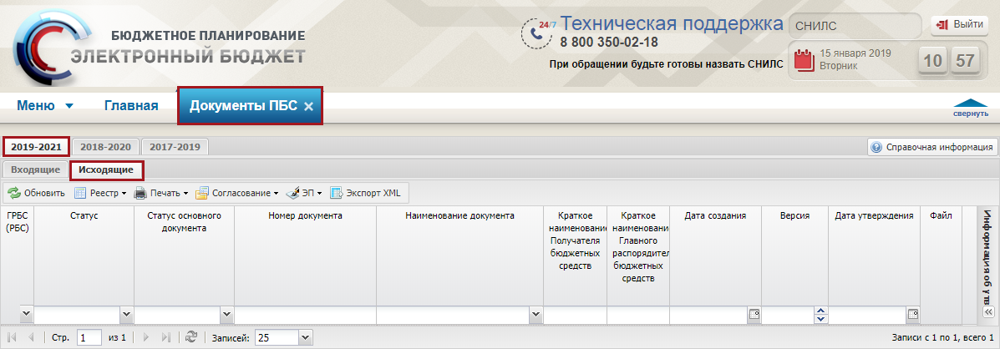 БЮДЖЕТНОЕ ПЛАНИРОВАНИЕ
ЭЛЕКТРОННЫЙ БЮДЖЕТ
24/7 Техническая поддержка
8 800 350-02-18
При обращении будьте готовы назвать СНИЛС
СНИЛС
Выйти
15 января 2019
Вторник
10 57
Меню Главная Документы ПБС
свернуть
2019-2021 2018-2020 2017-2019
Справочная информация
Входящие Исходящие
Обновить Реестр Печать Согласование ЭП Экспорт XML
ГРБС
(РБС)
Статус
Статус основного
документа
Номер документа
Наименование документа
Краткое
наименование
Получателя
бюджетных
средств
Краткое
наименование
Главного
распорядител
бюджетных
средств
Дата создания
Версия
Дата утверждения
Файл
Информация об утв
Стр. 1 из 1 Записей: 25
Записи с 1 по 1, всего 1